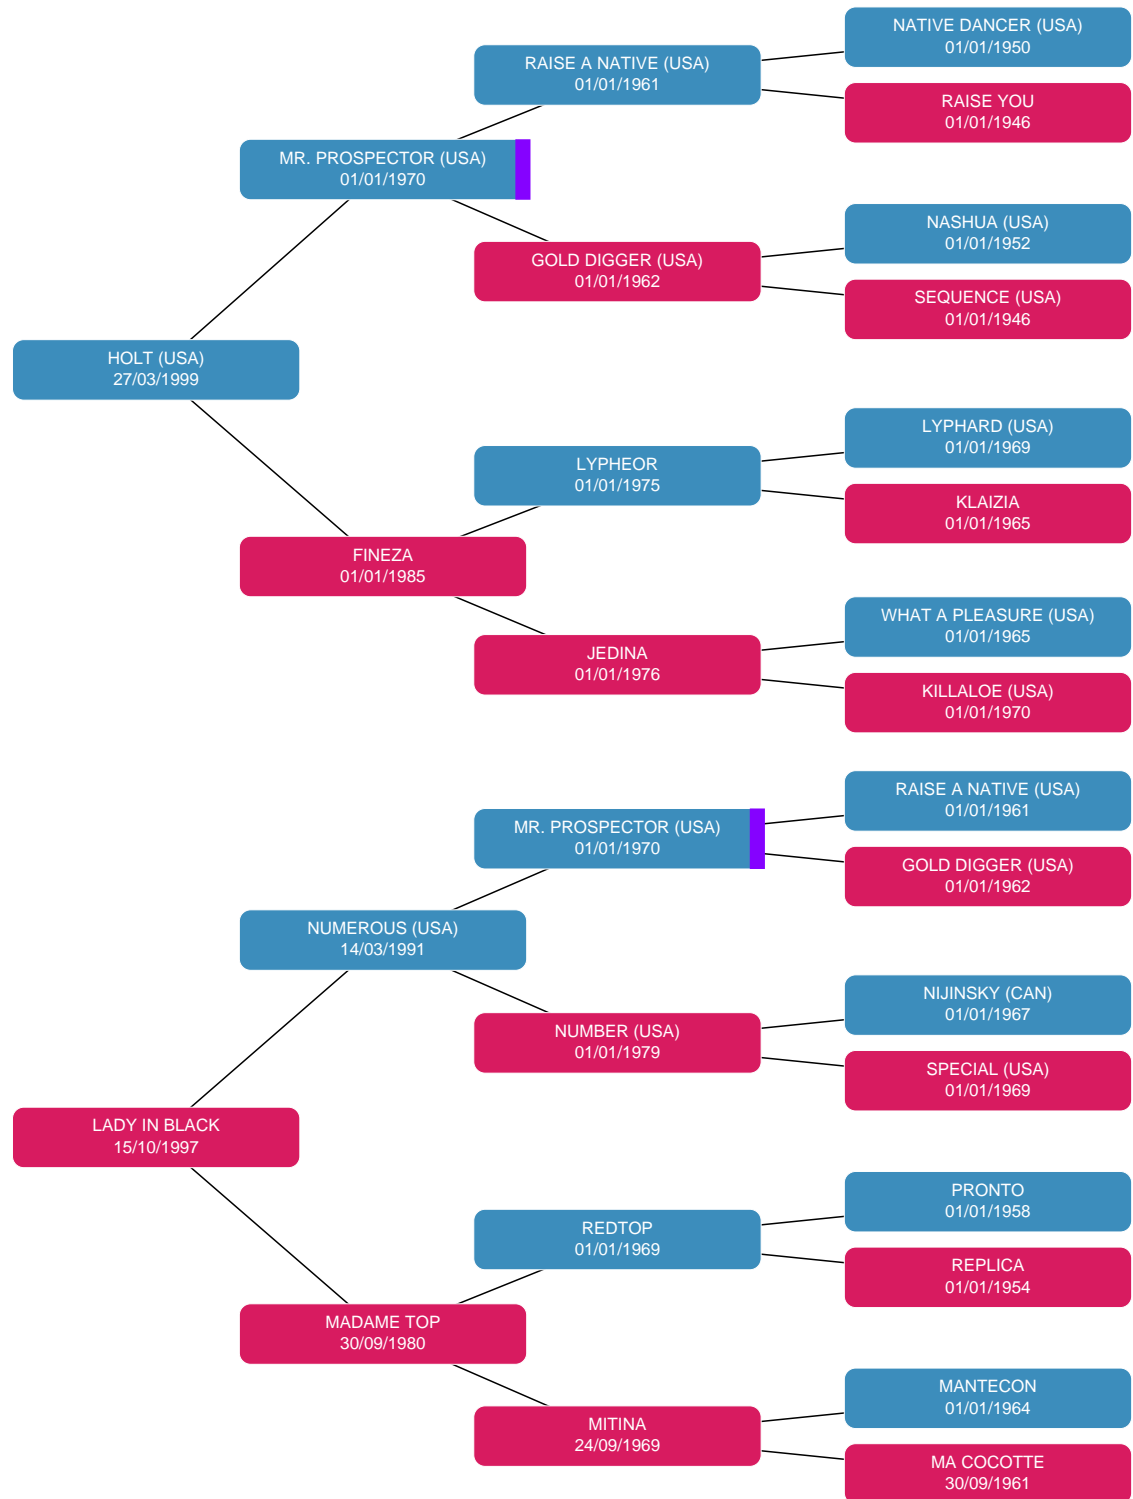 NATIVE DANCER (USA)
01/01/1950
RAISE A NATIVE (USA)
01/01/1961
RAISE YOU
01/01/1946
MR. PROSPECTOR (USA)
01/01/1970
NASHUA (USA)
01/01/1952
GOLD DIGGER (USA)
01/01/1962
SEQUENCE (USA)
01/01/1946
HOLT (USA)
27/03/1999
LYPHARD (USA)
01/01/1969
LYPHEOR
01/01/1975
KLAIZIA
01/01/1965
FINEZA
01/01/1985
WHAT A PLEASURE (USA)
01/01/1965
JEDINA
01/01/1976
KILLALOE (USA)
01/01/1970
RAISE A NATIVE (USA)
01/01/1961
MR. PROSPECTOR (USA)
01/01/1970
GOLD DIGGER (USA)
01/01/1962
NUMEROUS (USA)
14/03/1991
NIJINSKY (CAN)
01/01/1967
NUMBER (USA)
01/01/1979
SPECIAL (USA)
01/01/1969
LADY IN BLACK
15/10/1997
PRONTO
01/01/1958
REDTOP
01/01/1969
REPLICA
01/01/1954
MADAME TOP
30/09/1980
MANTECON
01/01/1964
MITINA
24/09/1969
MA COCOTTE
30/09/1961